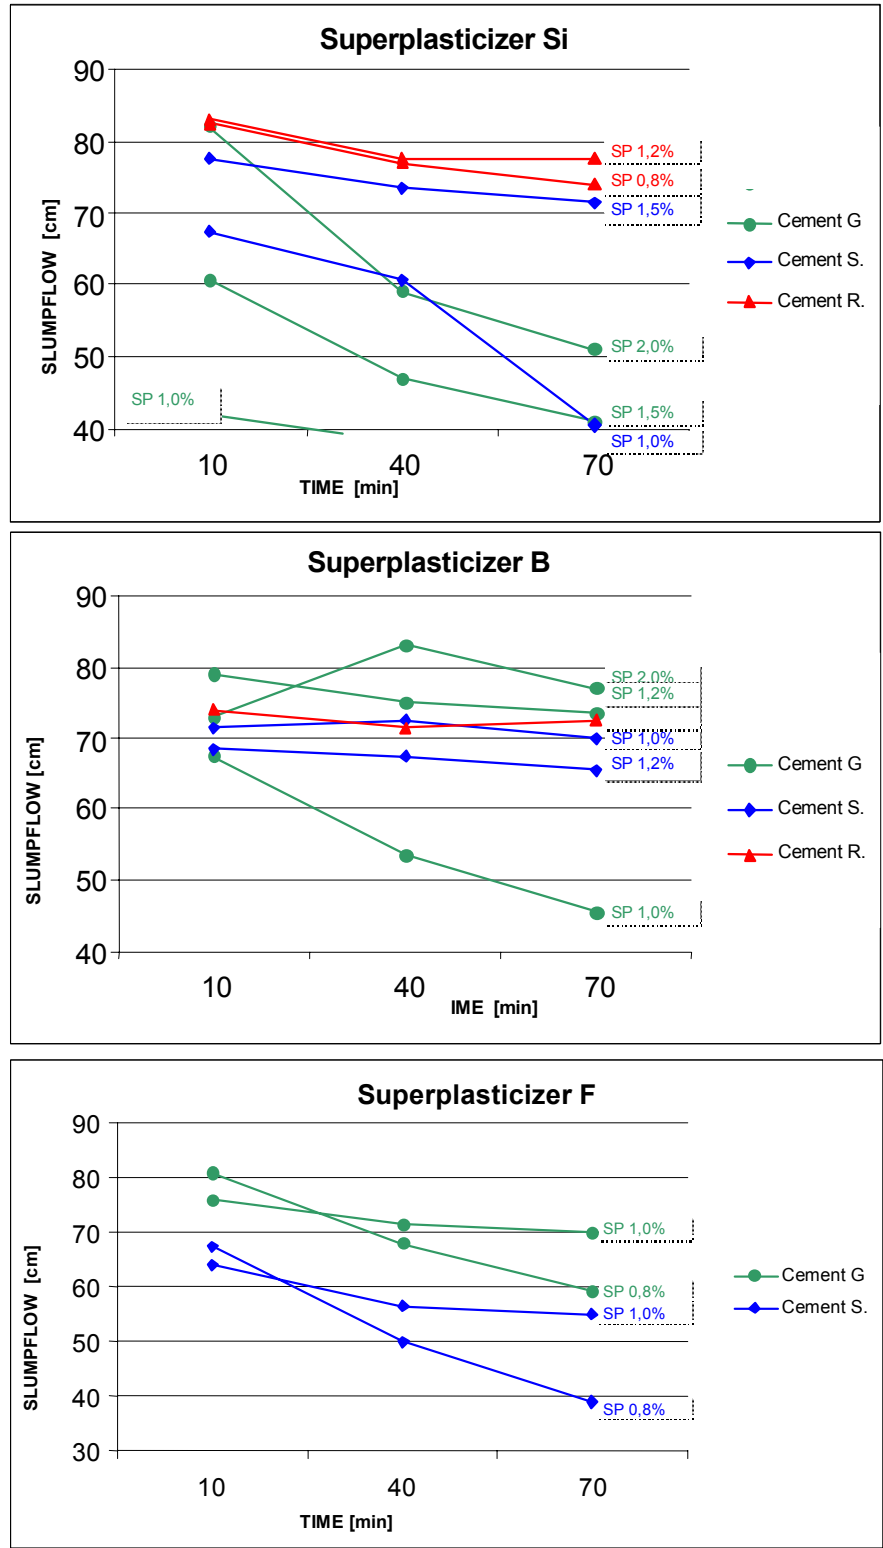 Superplasticizer Si
90
80
70
60
50
40
SLUMPFLOW [cm]
SP 1,2%
SP 0,8%
SP 1,5%
SP 2,0%
SP 1,5%
SP 1,0%
SP 1,0%
10 40 70
TIME [min]
Cement G
Cement S.
Cement R.
Superplasticizer B
90
80
70
60
50
40
SLUMPFLOW [cm]
SP 2,0%
SP 1,2%
SP 1,0%
SP 1,2%
SP 1,0%
10 40 70
IME [min]
Cement G
Cement S.
Cement R.
Superplasticizer F
90
80
70
60
50
40
30
SLUMPFLOW [cm]
SP 1,0%
SP 0,8%
SP 1,0%
SP 0,8%
10 40 70
TIME [min]
Cement G
Cement S.